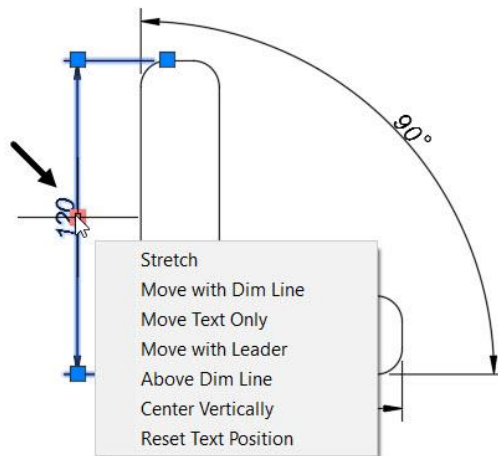 90°
120
Stretch
Move with Dim Line
Move Text Only
Move with Leader
Above Dim Line
Center Vertically
Reset Text Position